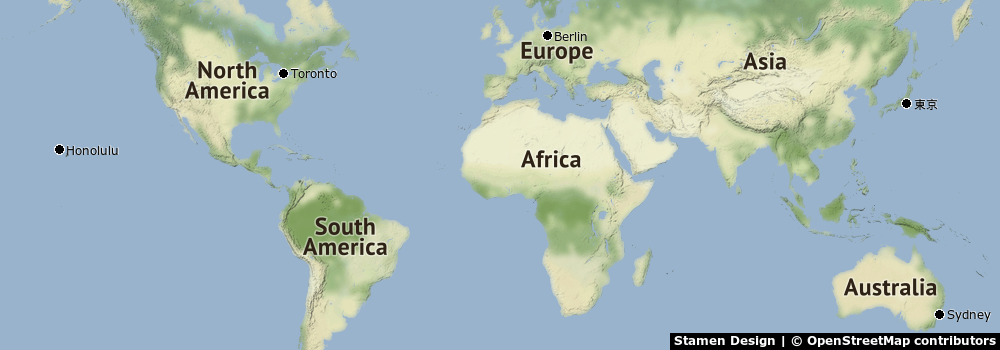 Berlin
Europe
Asia
North
America
Toronto
東京
Honolulu
Africa
South
America
Australia
Sydney
Stamen Design | © OpenStreetMap contributors